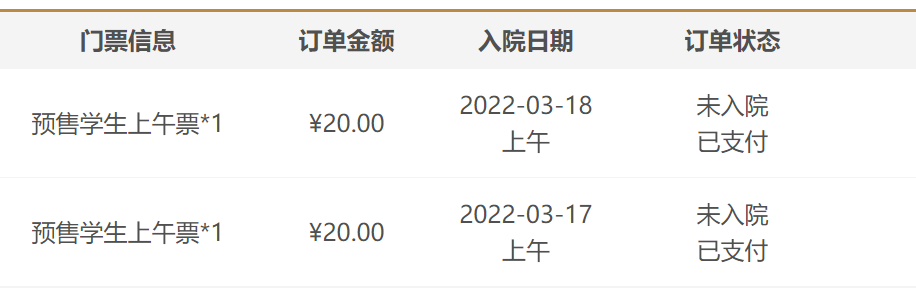 门票信息 订单金额 入院日期 订单状态
预售学生上午票*1 ¥20.00 2022-03-18 未入院
上午 已支付
预售学生上午票*1 ¥20.00 2022-03-17 未入院
上午 已支付